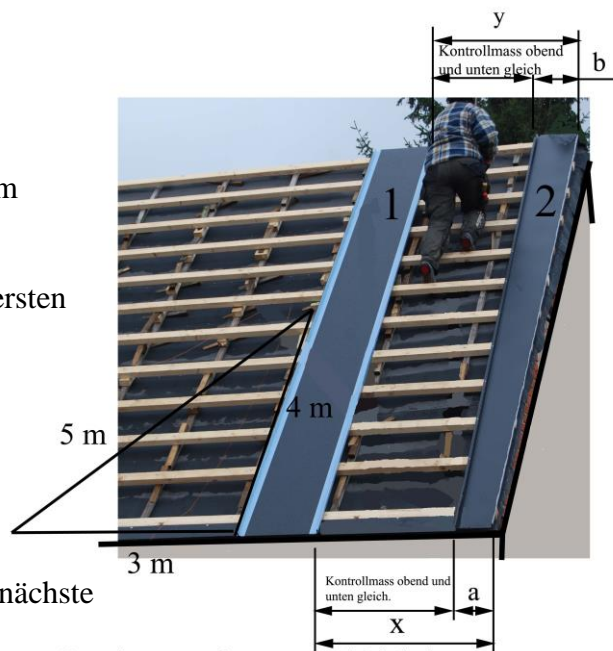 y
Kontrollmass obend
und unten gleich
b
m
1
2
ersten
4 m
5 m
3 m
nächste
Kontrollmass obend und
unten gleich.
a
x